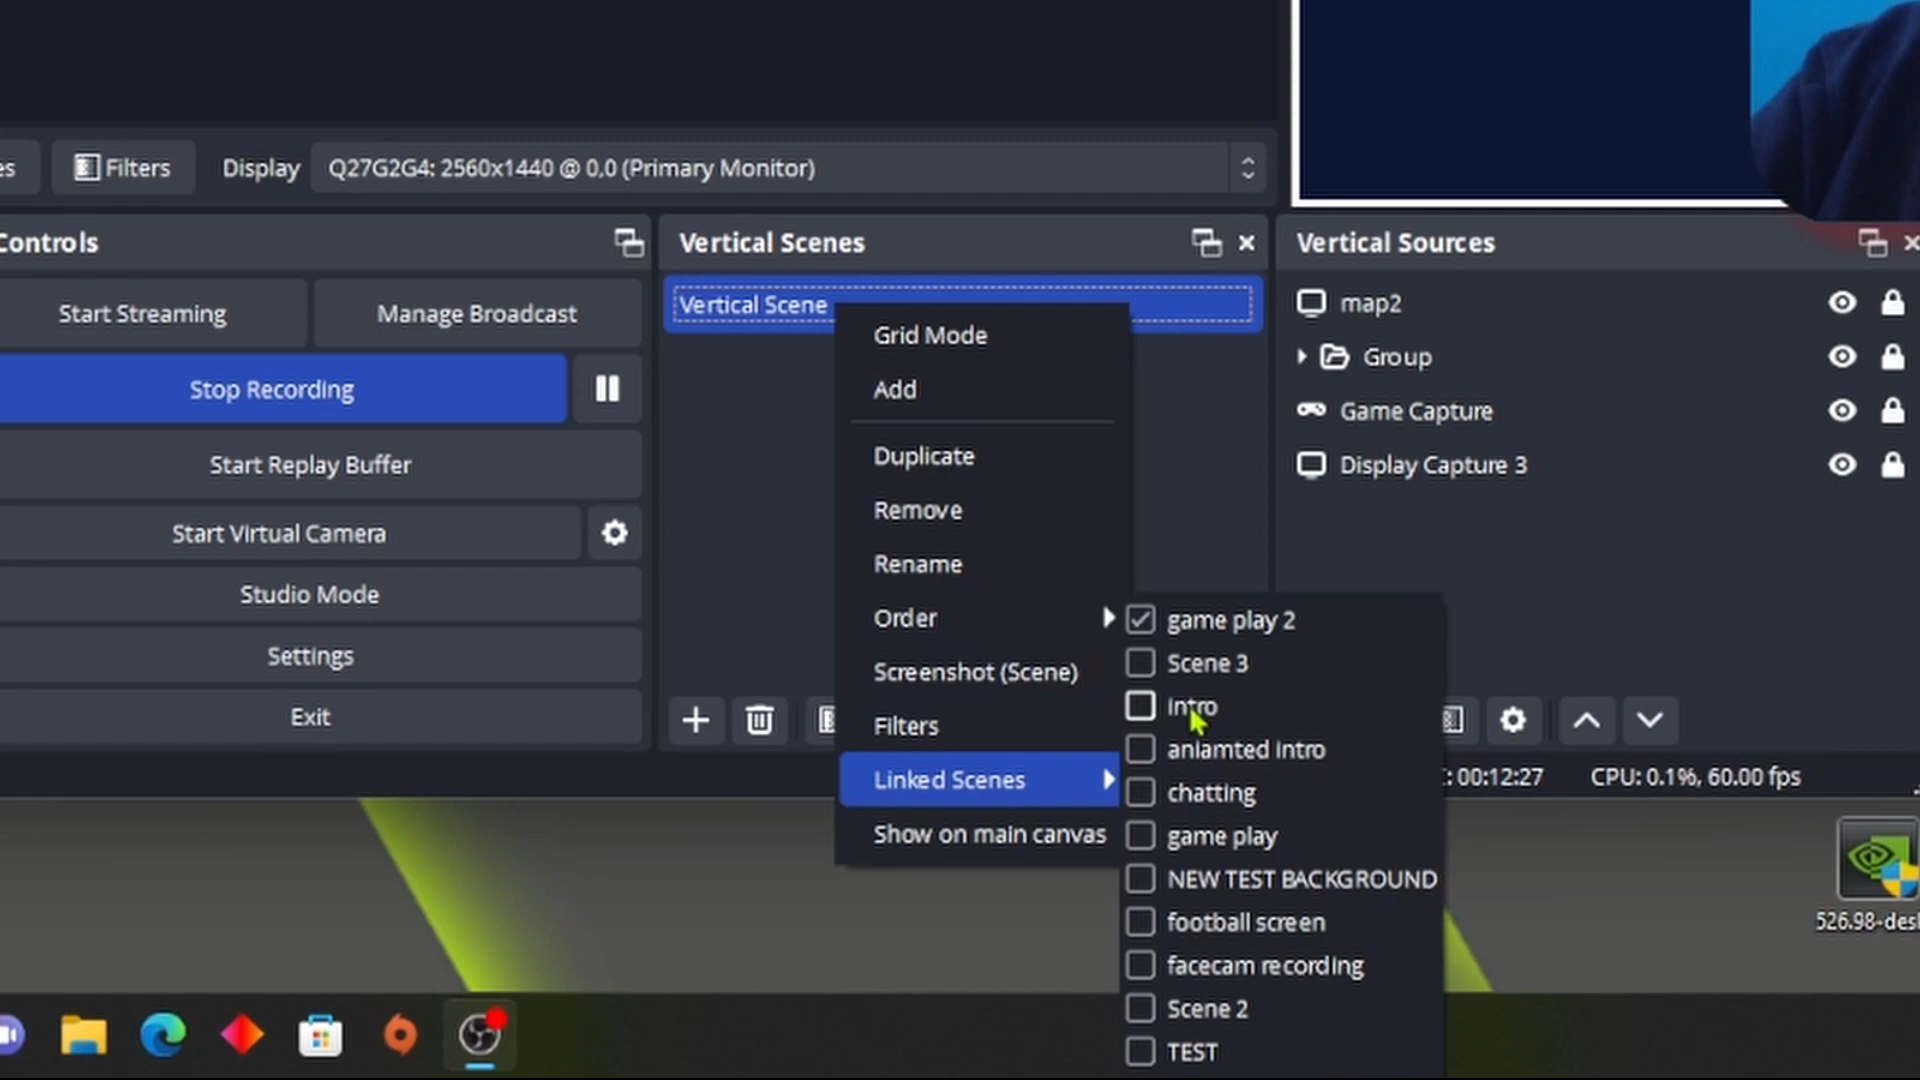 es
Filters
Display
Q27G2G4: 2560x1440 @ 0,0 (Primary Monitor)
Controls
Start Streaming
Manage Broadcast
Stop Recording
Start Replay Buffer
Start Virtual Camera
Studio Mode
Settings
Exit
Vertical Scenes
Vertical Scene
Grid Mode
Add
Duplicate
Remove
Rename
Order
Screenshot (Scene)
Filters
Linked Scenes
Show on main canvas
game play 2
Scene 3
intro
aniamted intro
chatting
game play
NEW TEST BACKGROUND
football screen
facecam recording
Scene 2
TEST
Vertical Sources
map2
Group
Game Capture
Display Capture 3
: 00:12:27
CPU: 0.1%, 60.00 fps
526.98-des